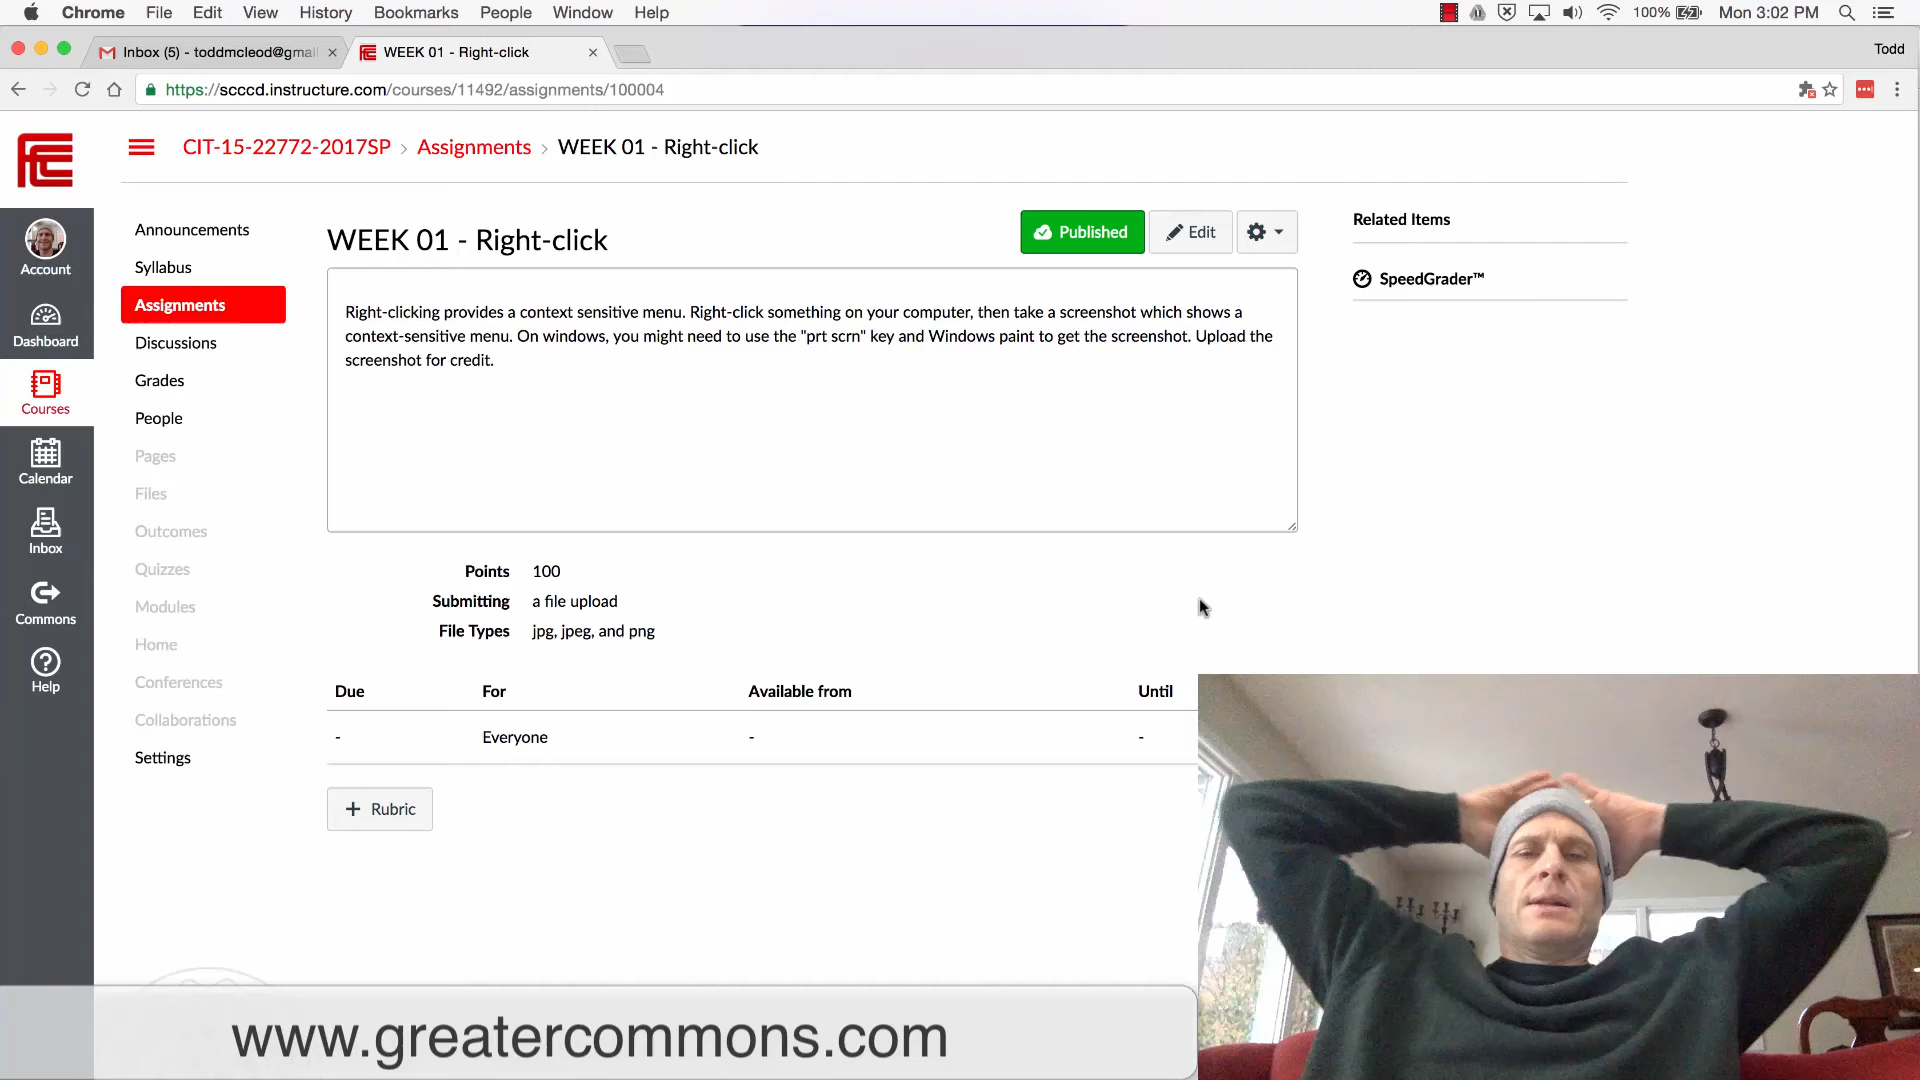 Chrome File Edit View History Bookmarks People Window Help 100% Mon 3:02 PM
Inbox (5) - toddmcleod@gmai WEEK 01 - Right-click Todd
https://scccd.instructure.com/courses/11492/assignments/100004
CIT-15-22772-2017SP > Assignments > WEEK 01 - Right-click
Account
Dashboard
Courses
Calendar
Inbox
Commons
Help
Announcements
Syllabus
Assignments
Discussions
Grades
People
Pages
Files
Outcomes
Quizzes
Modules
Home
Conferences
Collaborations
Settings
WEEK 01 - Right-click
Published Edit
Right-clicking provides a context sensitive menu. Right-click something on your computer, then take a screenshot which shows a
context-sensitive menu. On windows, you might need to use the "prt scrn" key and Windows paint to get the screenshot. Upload the
screenshot for credit.
Points 100
Submitting a file upload
File Types jpg, jpeg, and png
Due For Available from Until
- Everyone - -
+ Rubric
Related Items
SpeedGrader™
www.greatercommons.com